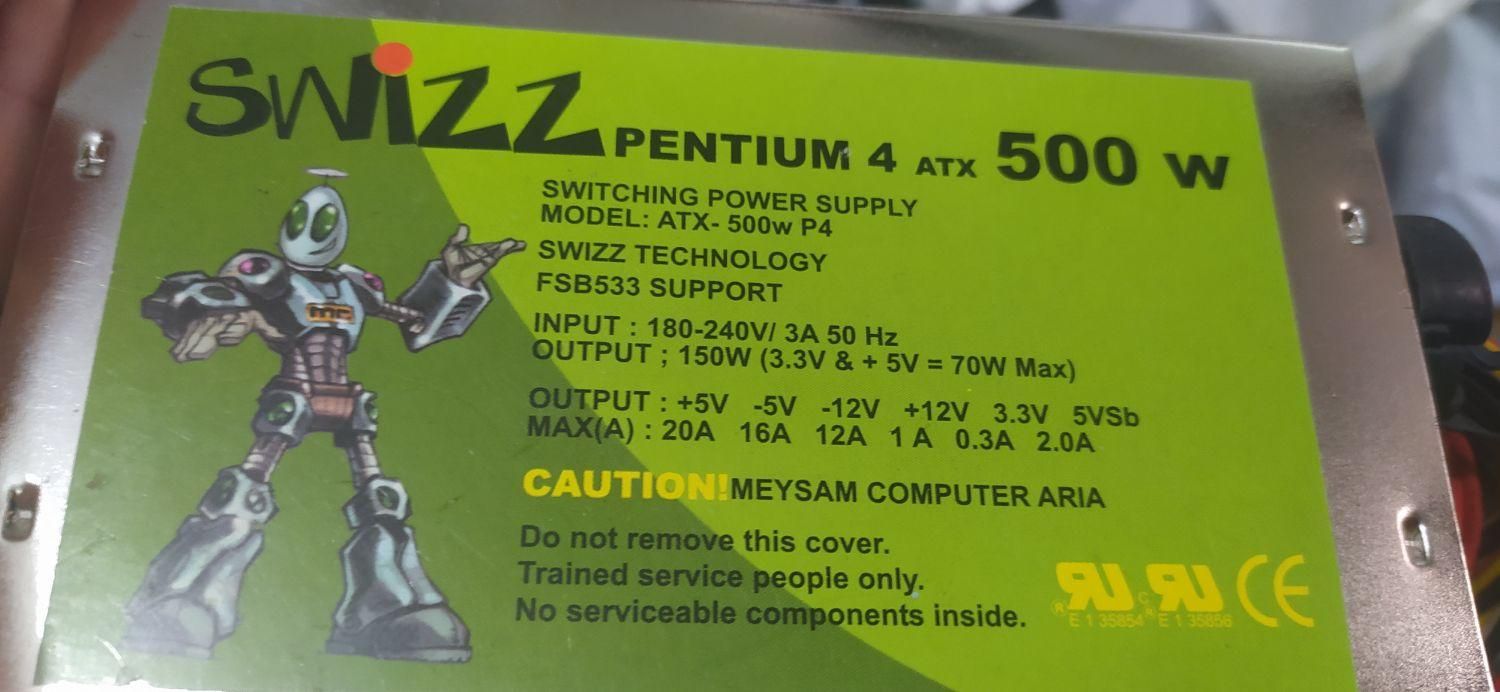 SWiZZ PENTIUM 4 ATX 500 W
SWITCHING POWER SUPPLY
MODEL: ATX- 500w P4
SWIZZ TECHNOLOGY
FSB533 SUPPORT
INPUT : 180-240V/ 3A 50 Hz
OUTPUT ; 150W (3.3V & + 5V = 70W Max)
OUTPUT : +5V -5V -12V +12V 3.3V 5VSb
MAX(A) : 20A 16A 12A 1 A 0.3A 2.0A
CAUTION! MEYSAM COMPUTER ARIA
Do not remove this cover.
Trained service people only.
No serviceable components inside.
E 1 35854 E 1 35856
CE